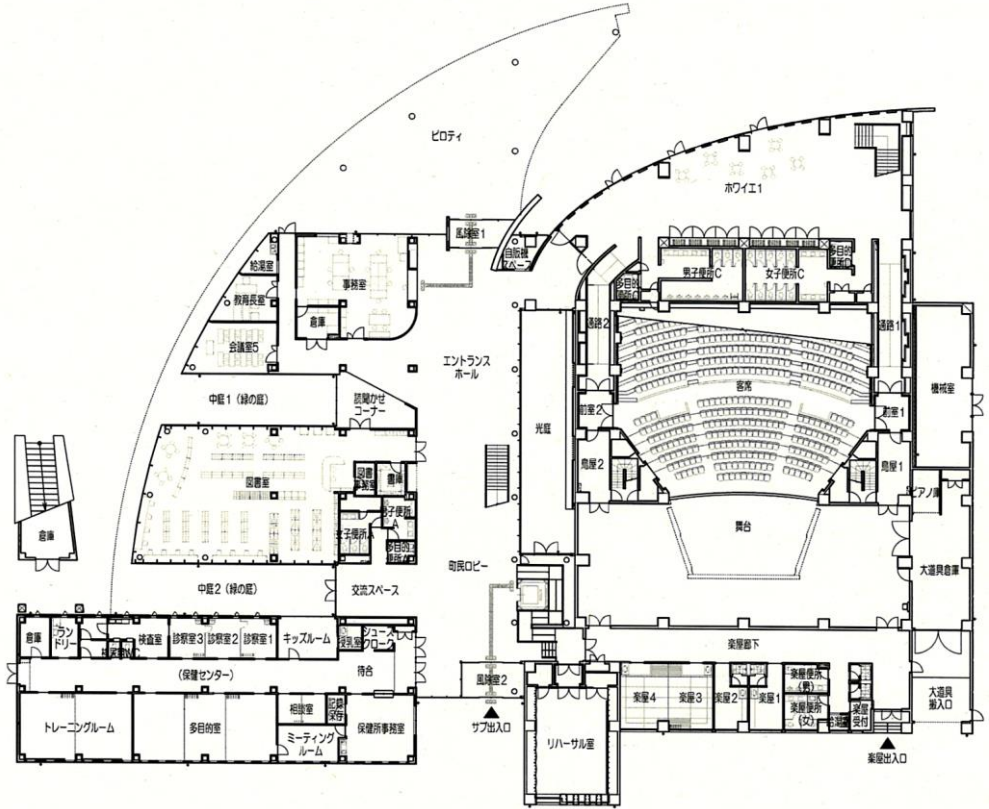 ピロティ
ホワイエ1
風除室1
自販機
スペース
給湯室
事務室
教育長室
倉庫
会議室5
男子便所C
女子便所C
多目的
便所C
通路2
通路1
エントランス
ホール
客席
機械室
中庭1（緑の庭）
読聞かせ
コーナー
前室2
前室1
光庭
図書室
書庫
鳥屋2
鳥屋1
ピアノ庫
倉庫
女子便所A
男子便所
A
多目的
舞台
大道具倉庫
中庭2（緑の庭）
交流スペース
町民ロビー
倉庫
ラン
ドリー
検査室
診察室3
診察室2
診察室1
キッズルーム
授乳室
シューズ
クローク
楽屋廊下
（保健センター）
待合
風除室2
楽屋4
楽屋3
楽屋2
楽屋1
楽屋便所
（男）
楽屋便所
（女）
給湯室
楽屋
受付
大道具
搬入口
トレーニングルーム
多目的室
相談室
記録
保存
ミーティング
ルーム
保健所事務室
サブ出入口
リハーサル室
楽屋出入口